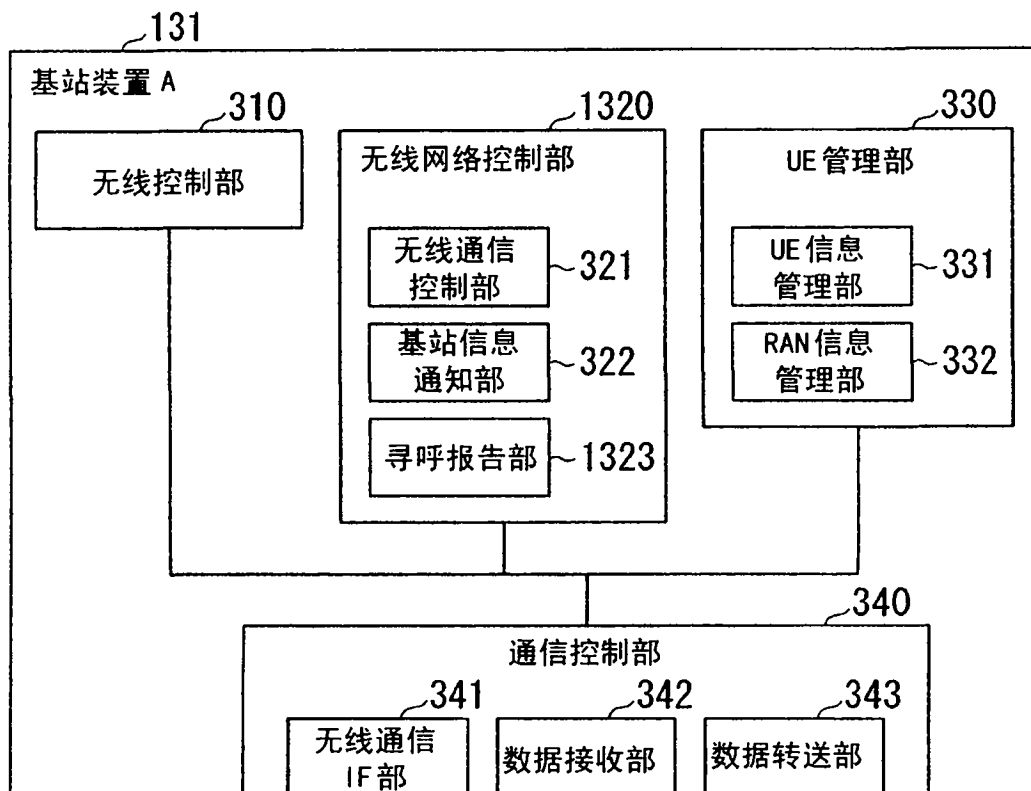 131
基站装置 A
310
无线控制部
1320
无线网络控制部
无线通信
控制部
321
基站信息
通知部
322
寻呼报告部
1323
330
UE 管理部
UE 信息
管理部
331
RAN 信息
管理部
332
340
通信控制部
341
无线通信
IF 部
342
数据接收部
343
数据转送部